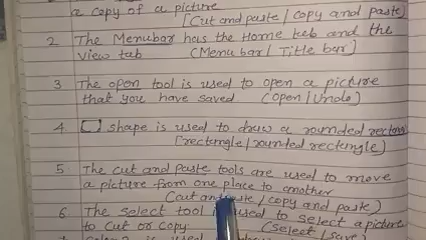 a copy of a picture
[Cut and paste / copy and paste]
2 The Menubar has the Home tab and the
view tab (Menu bar / Title bar)
3 The open tool is used to open a picture
that you have saved (open / Undo)
4. shape is used to draw a rounded rectang
[rectangle / rounded rectangle)
5 The cut and paste tools are used to move
a picture from one place to another
(cut and paste / copy and paste)
6. The select tool used to select a picture
to cut or copy. (select / save)